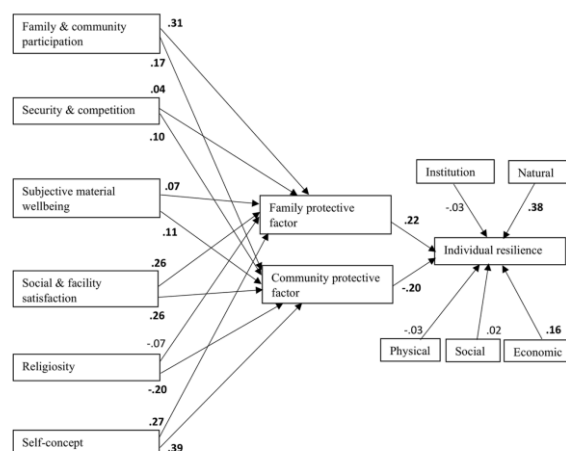 Family & community
participation
.31
.17
Security & competition
.04
.10
Subjective material
wellbeing
.07
.11
Social & facility
satisfaction
.26
.26
Religiosity
-.07
-.20
Self-concept
.27
.39
Family protective
factor
Community protective
factor
.22
-.20
Institution
-.03
Natural
.38
Individual resilience
-.03
.02
.16
Physical
Social
Economic